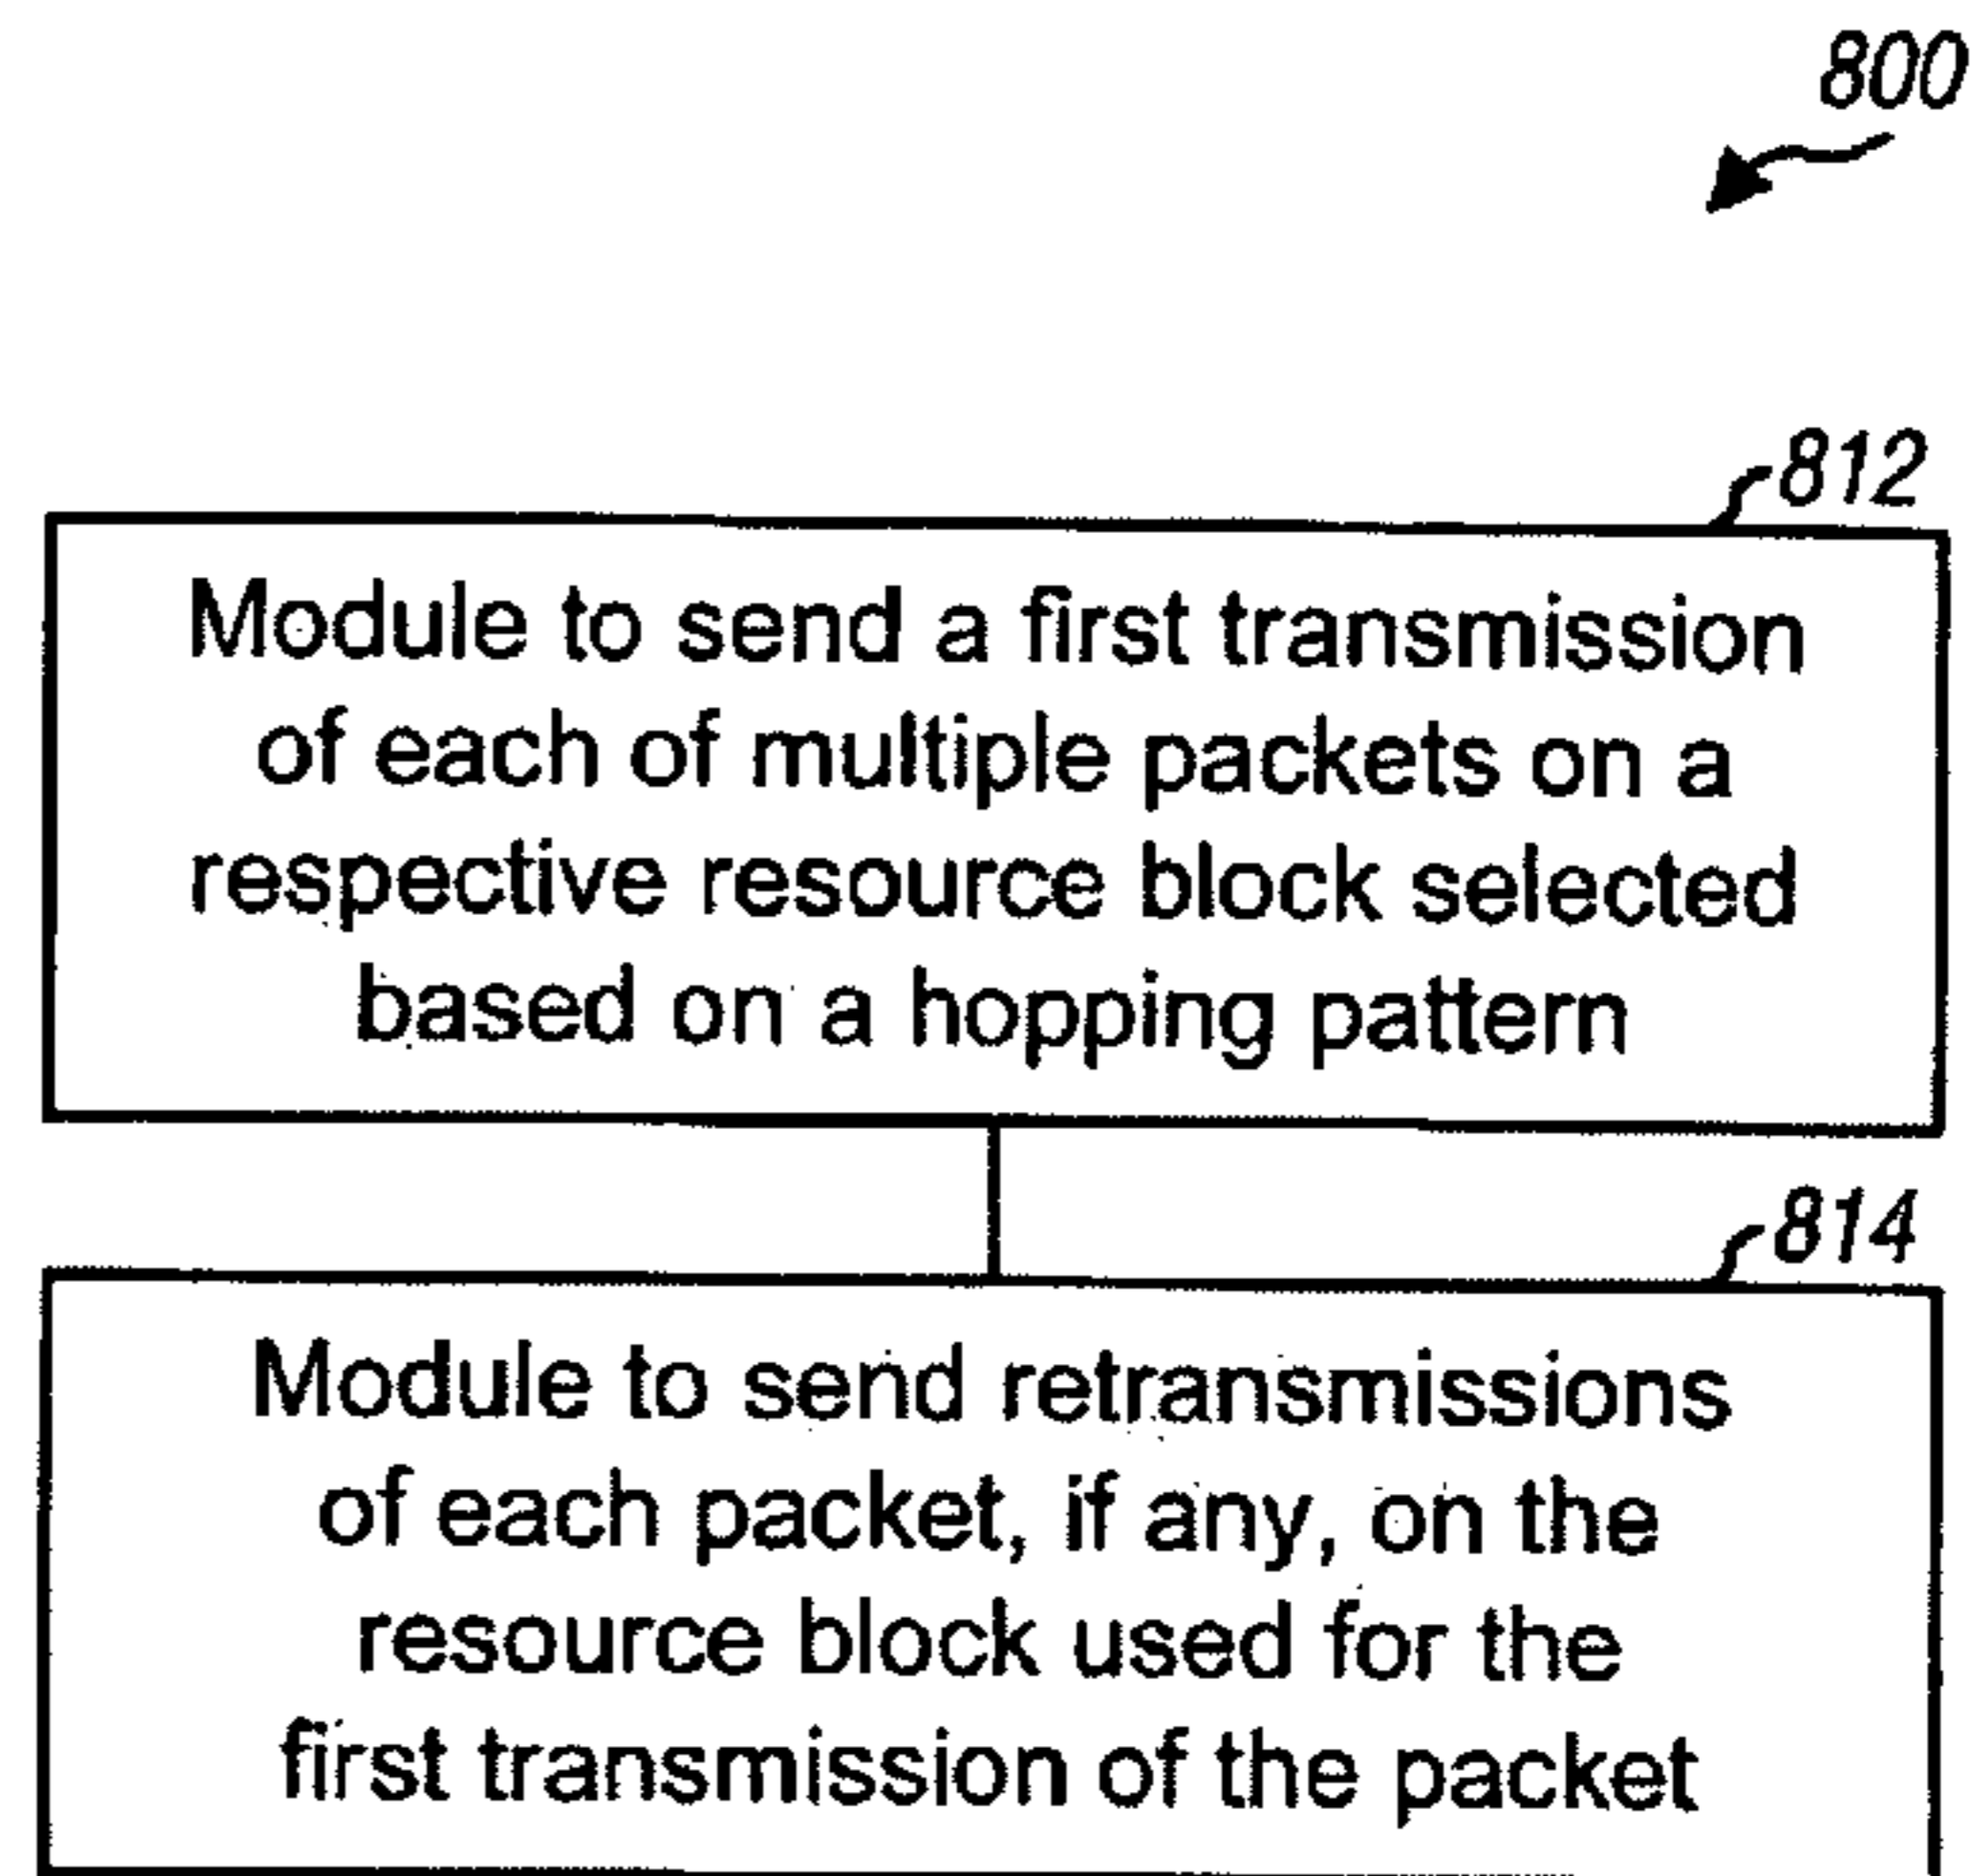 800
812
Module to send a first transmission
of each of multiple packets on a
respective resource block selected
based on a hopping pattern
814
Module to send retransmissions
of each packet, if any, on the
resource block used for the
first transmission of the packet